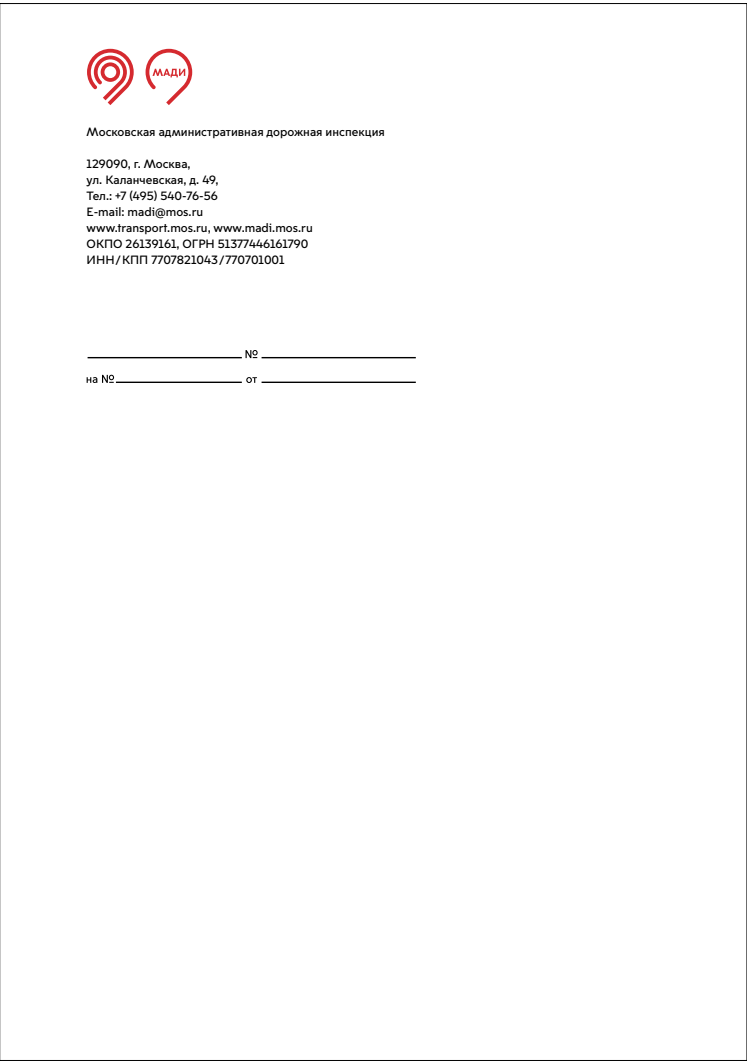 МАДИ
Московская административная дорожная инспекция
129090, г. Москва,
ул. Каланчевская, д. 49,
Тел.: +7 (495) 540-76-56
E-mail: madi@mos.ru
www.transport.mos.ru, www.madi.mos.ru
ОКПО 26139161, ОГРН 51377446161790
ИНН/КПП 7707821043/770701001
№
на № от